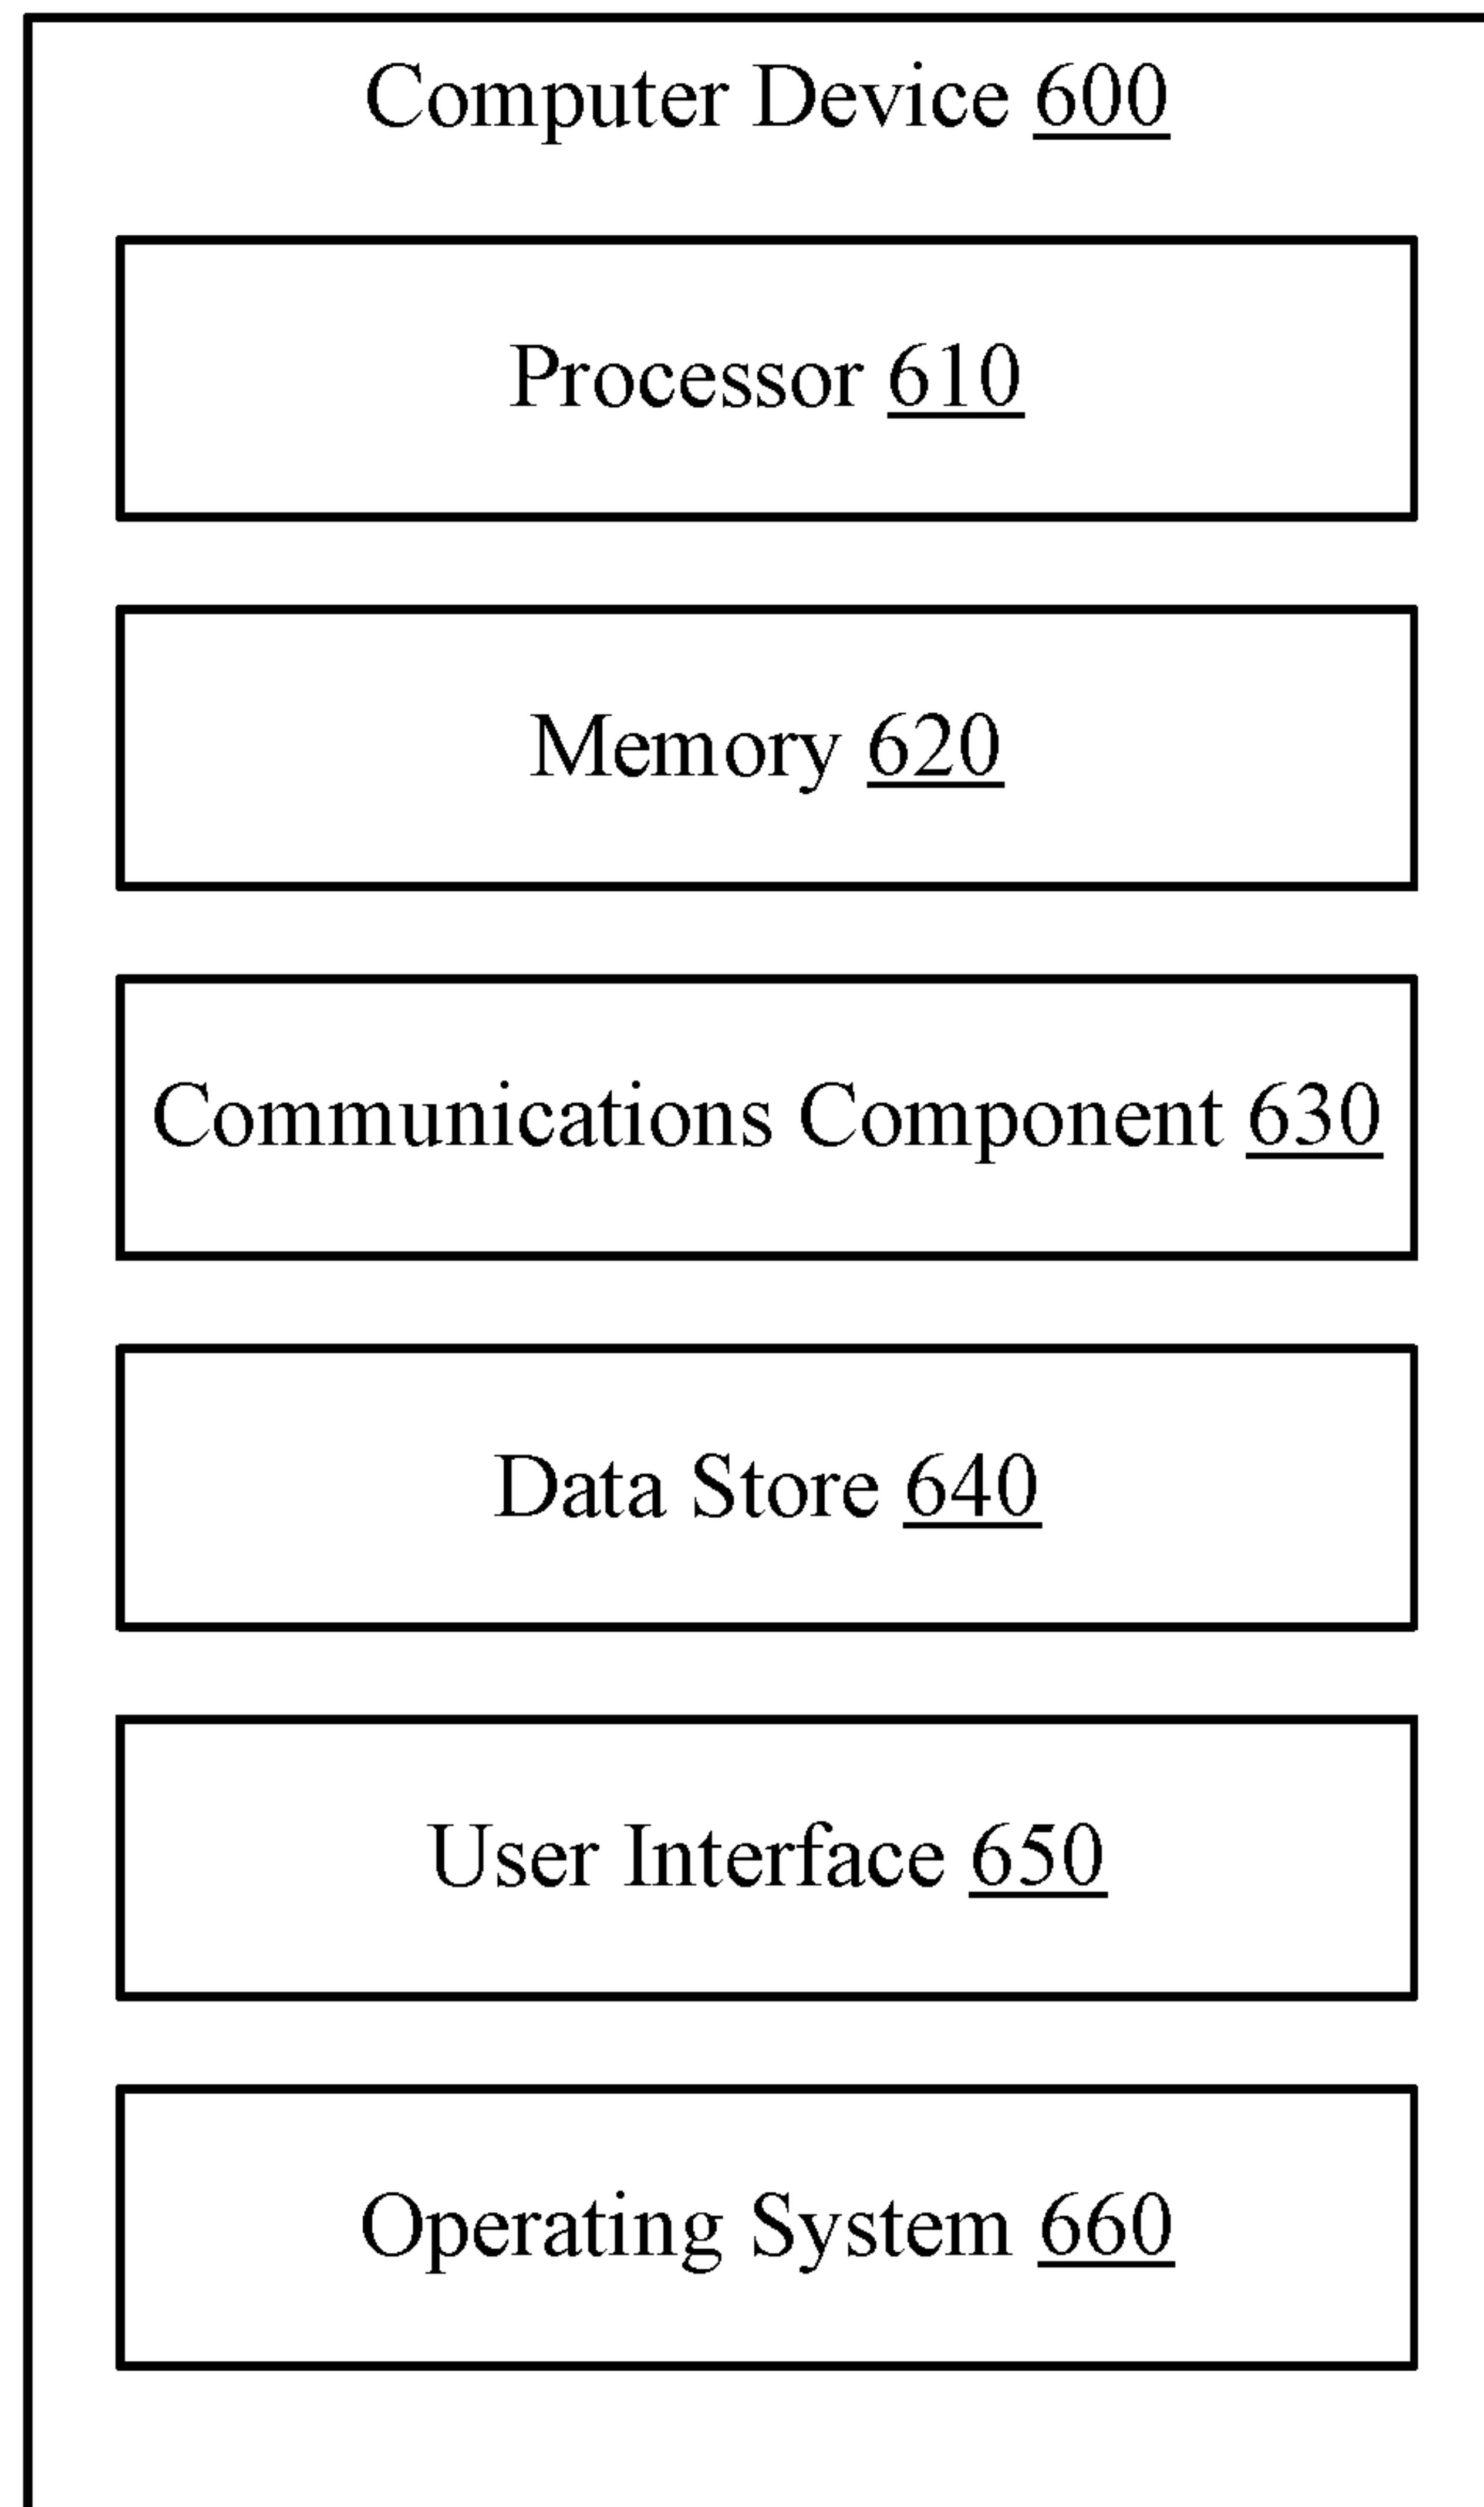 Computer Device 600
Processor 610
Memory 620
Communications Component 630
Data Store 640
User Interface 650
Operating System 660